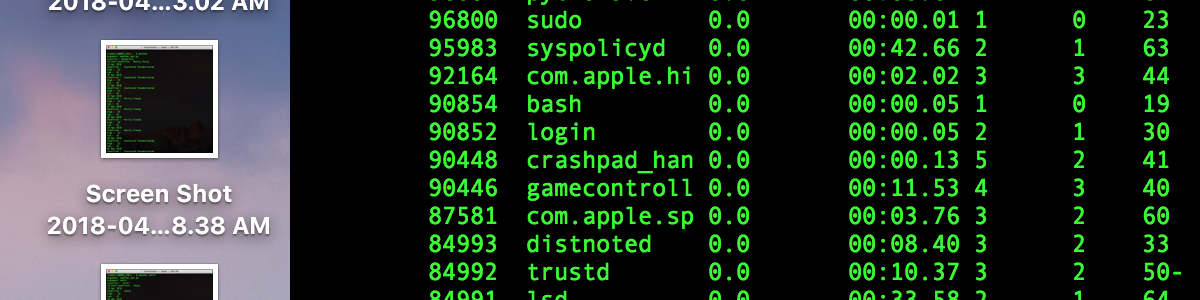 2018-04...3.02 AM
Screen Shot
2018-04...8.38 AM
96800 sudo 0.0 00:00.01 1 0 23
95983 syspolicyd 0.0 00:42.66 2 1 63
92164 com.apple.hi 0.0 00:02.02 3 3 44
90854 bash 0.0 00:00.05 1 0 19
90852 login 0.0 00:00.05 2 1 30
90448 crashpad_han 0.0 00:00.13 5 2 41
90446 gamecontroll 0.0 00:11.53 4 3 40
87581 com.apple.sp 0.0 00:03.76 3 2 60
84993 distnoted 0.0 00:08.40 3 2 33
84992 trustd 0.0 00:10.37 3 2 50-
84991 lsd 0.0 00:33.58 2 1 64